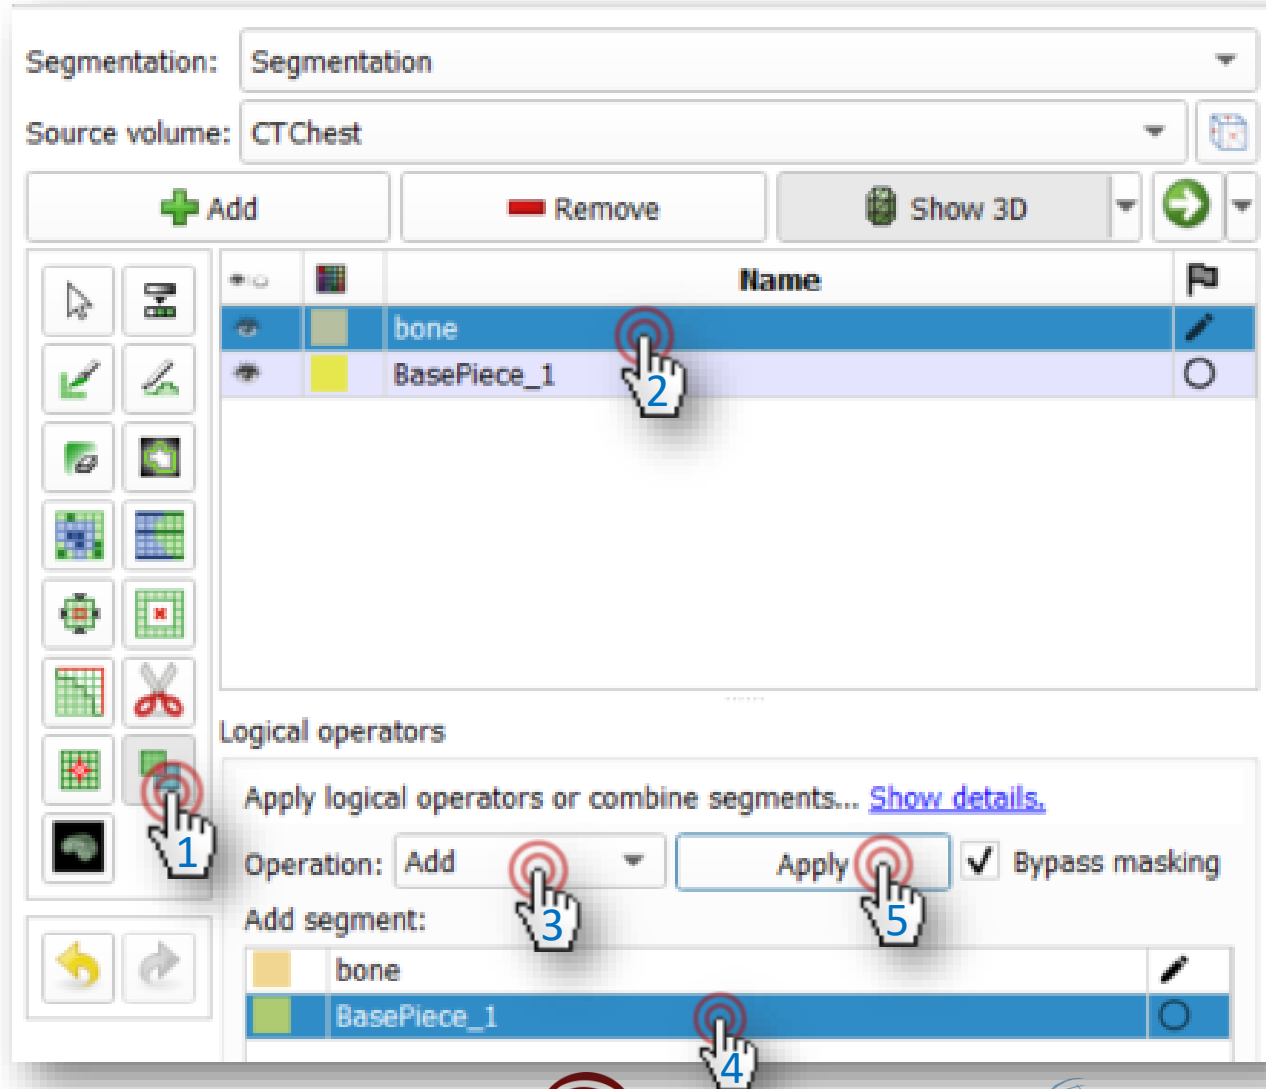 Segmentation: Segmentation
Source volume: CTChest
Add Remove Show 3D
Name
bone
2
BasePiece_1
Logical operators
Apply logical operators or combine segments... Show details.
1
Operation: Add Apply Bypass masking
3 5
Add segment:
bone
BasePiece_1
4